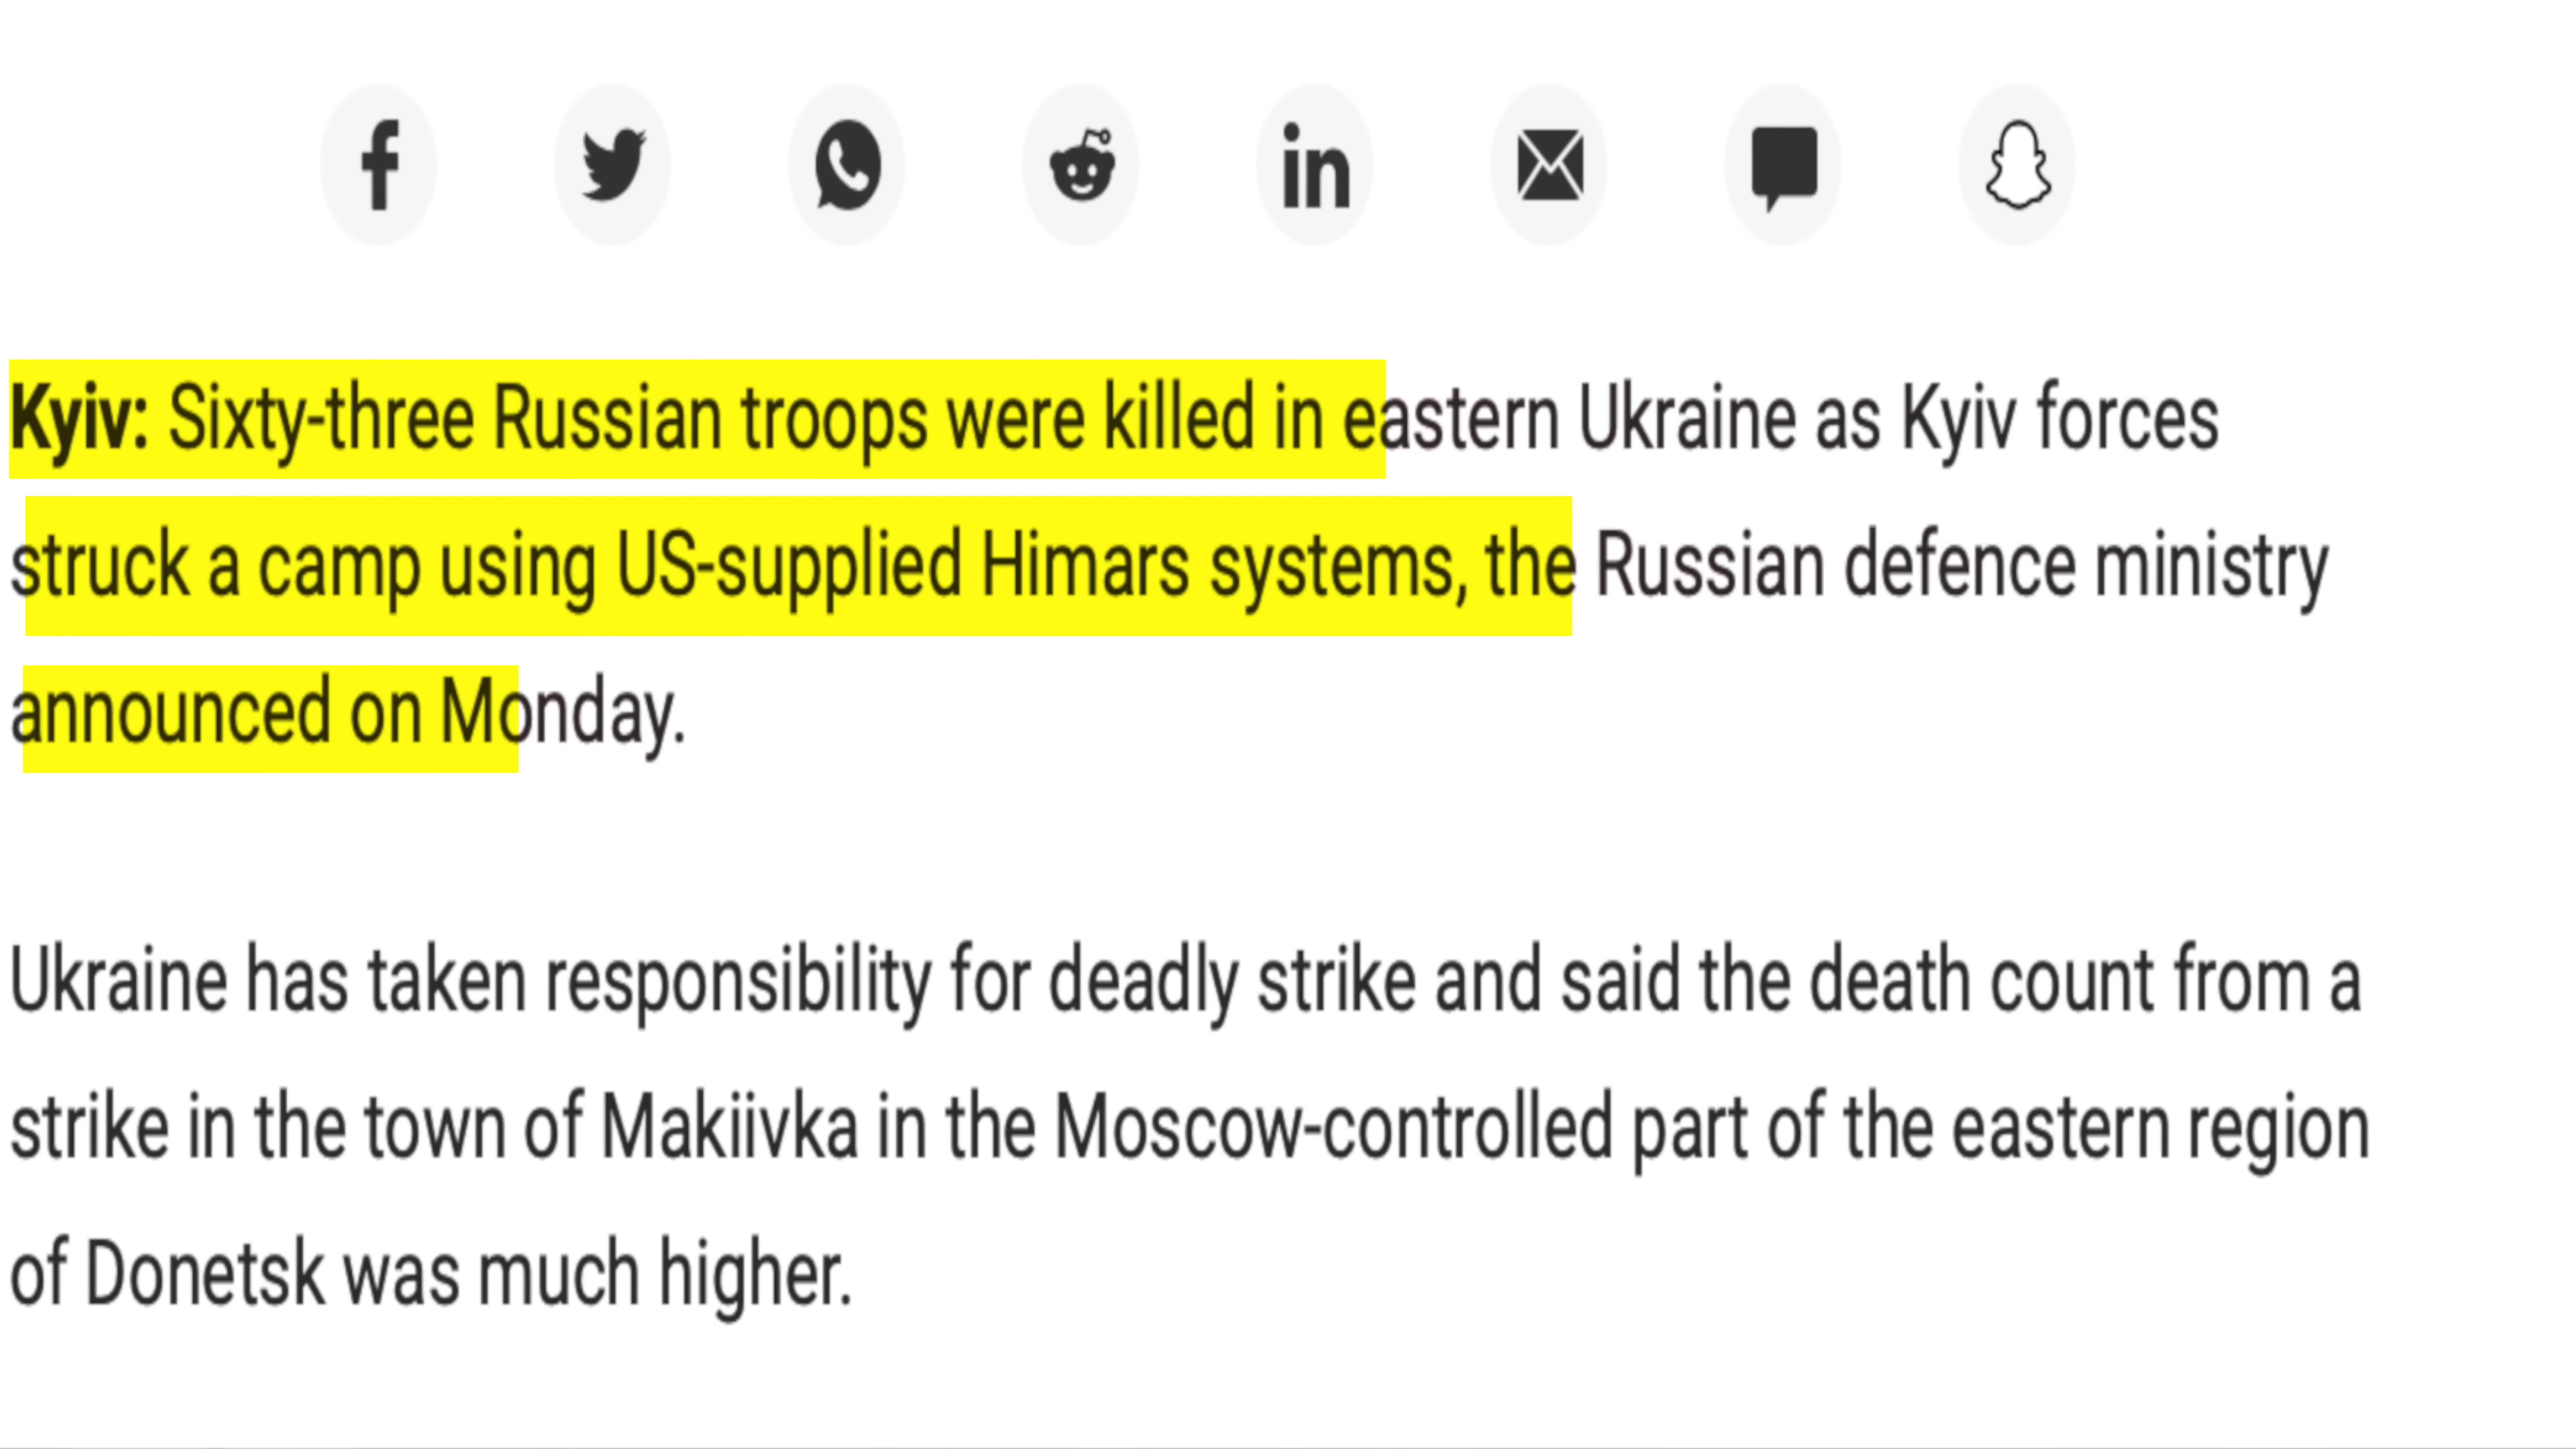 Kyiv: Sixty-three Russian troops were killed in eastern Ukraine as Kyiv forces
struck a camp using US-supplied Himars systems, the Russian defence ministry
announced on Monday.
Ukraine has taken responsibility for deadly strike and said the death count from a
strike in the town of Makiivka in the Moscow-controlled part of the eastern region
of Donetsk was much higher.